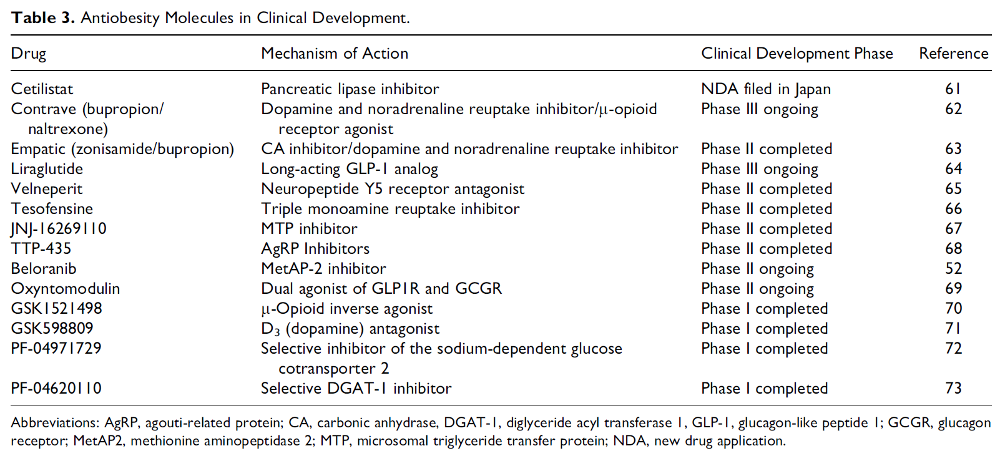 Table 3. Antiobesity Molecules in Clinical Development.
Drug Mechanism of Action Clinical Development Phase Reference
Cetilistat Pancreatic lipase inhibitor NDA filed in Japan 61
Contrave (bupropion/ Dopamine and noradrenaline reuptake inhibitor/μ-opioid Phase III ongoing 62
naltrexone) receptor agonist
Empatic (zonisamide/bupropion) CA inhibitor/dopamine and noradrenaline reuptake inhibitor Phase II completed 63
Liraglutide Long-acting GLP-1 analog Phase III ongoing 64
Velneperit Neuropeptide Y5 receptor antagonist Phase II completed 65
Tesofensine Triple monoamine reuptake inhibitor Phase II completed 66
JNJ-16269110 MTP inhibitor Phase II completed 67
TTP-435 AgRP Inhibitors Phase II completed 68
Beloranib MetAP-2 inhibitor Phase II ongoing 52
Oxyntomodulin Dual agonist of GLP1R and GCGR Phase II ongoing 69
GSK1521498 μ-Opioid inverse agonist Phase I completed 70
GSK598809 D3 (dopamine) antagonist Phase I completed 71
PF-04971729 Selective inhibitor of the sodium-dependent glucose Phase I completed 72
cotransporter 2
PF-04620110 Selective DGAT-1 inhibitor Phase I completed 73
Abbreviations: AgRP, agouti-related protein; CA, carbonic anhydrase, DGAT-1, diglyceride acyl transferase 1, GLP-1, glucagon-like peptide 1; GCGR, glucagon
receptor; MetAP2, methionine aminopeptidase 2; MTP, microsomal triglyceride transfer protein; NDA, new drug application.